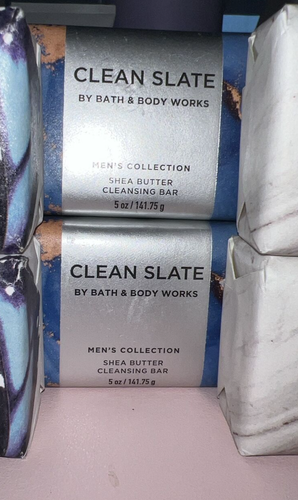 CLEAN SLATE
BY BATH & BODY WORKS
MEN'S COLLECTION
SHEA BUTTER
CLEANSING BAR
5 oz / 141.75 g
CLEAN SLATE
BY BATH & BODY WORKS
MEN'S COLLECTION
SHEA BUTTER
CLEANSING BAR
5 oz / 141.75 g